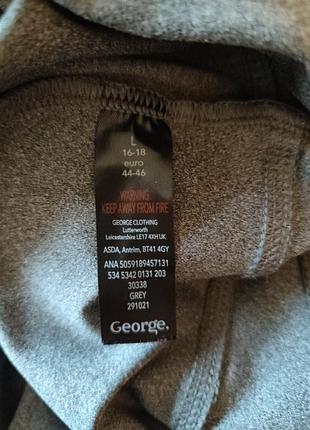 L
16-18
euro
44-46
WARNING
KEEP AWAY FROM FIRE
GEORGE CLOTHING
Lutterworth
Leicestershire LE17 4XH UK
ASDA, Antrim, BT41 4GY
ANA 5059189457131
534 5342 0131 203
30338
GREY
291021
George.